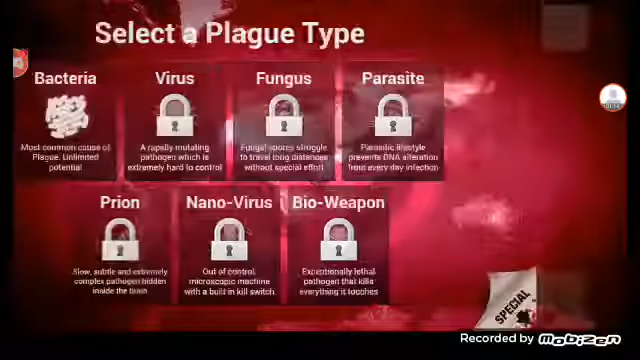 Select a Plague Type
Bacteria
Most common cause of
Plague. Unlimited
potential
Virus
A rapidly mutating
pathogen which is
extremely hard to control
Fungus
Fungal spores struggle
to travel long distances
without special effort
Parasite
Parasitic lifestyle
prevents DNA alteration
from every day infection
Prion
Slow, subtle and extremely
complex pathogen hidden
inside the brain
Nano-Virus
Out of control,
microscopic machine
with a built in kill switch
Bio-Weapon
Exceptionally lethal
pathogen that kills
everything it touches
SPECIAL
Recorded by Mobizen